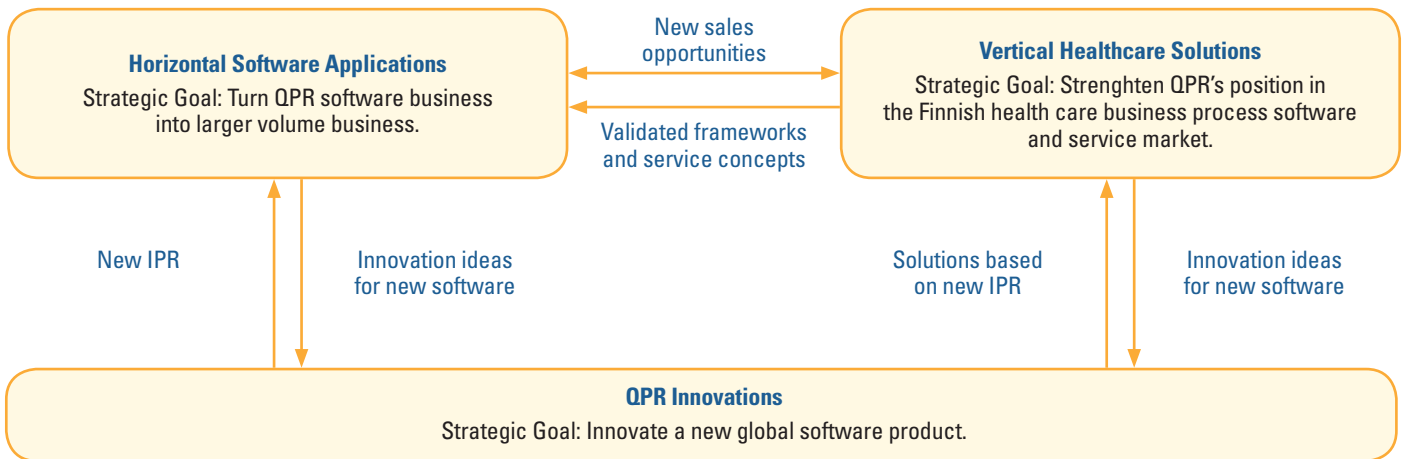 Horizontal Software Applications
Strategic Goal: Turn QPR software business
into larger volume business.
New sales
opportunities
Validated frameworks
and service concepts
Vertical Healthcare Solutions
Strategic Goal: Strenghten QPR's position in
the Finnish health care business process software
and service market.
New IPR
Innovation ideas
for new software
Solutions based
on new IPR
Innovation ideas
for new software
QPR Innovations
Strategic Goal: Innovate a new global software product.